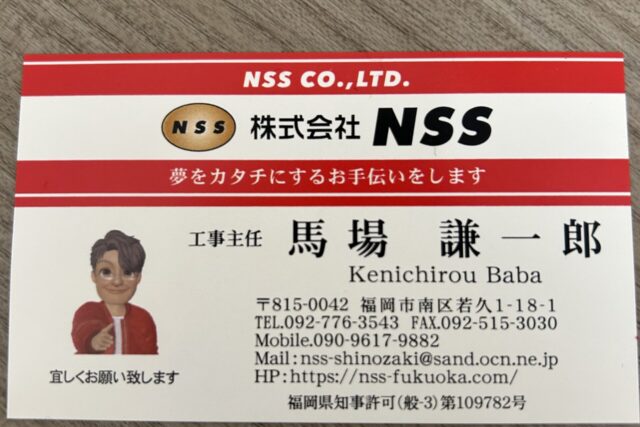 NSS CO.,LTD.
NSS 株式会社 NSS
夢をカタチにするお手伝いをします
工事主任 馬場 謙一郎
Kenichirou Baba
〒815-0042 福岡市南区若久1-18-1
TEL.092-776-3543 FAX.092-515-3030
Mobile.090-9617-9882
Mail:nss-shinozaki@sand.ocn.ne.jp
HP:https://nss-fukuoka.com/
福岡県知事許可(般-3)第109782号
宜しくお願い致します